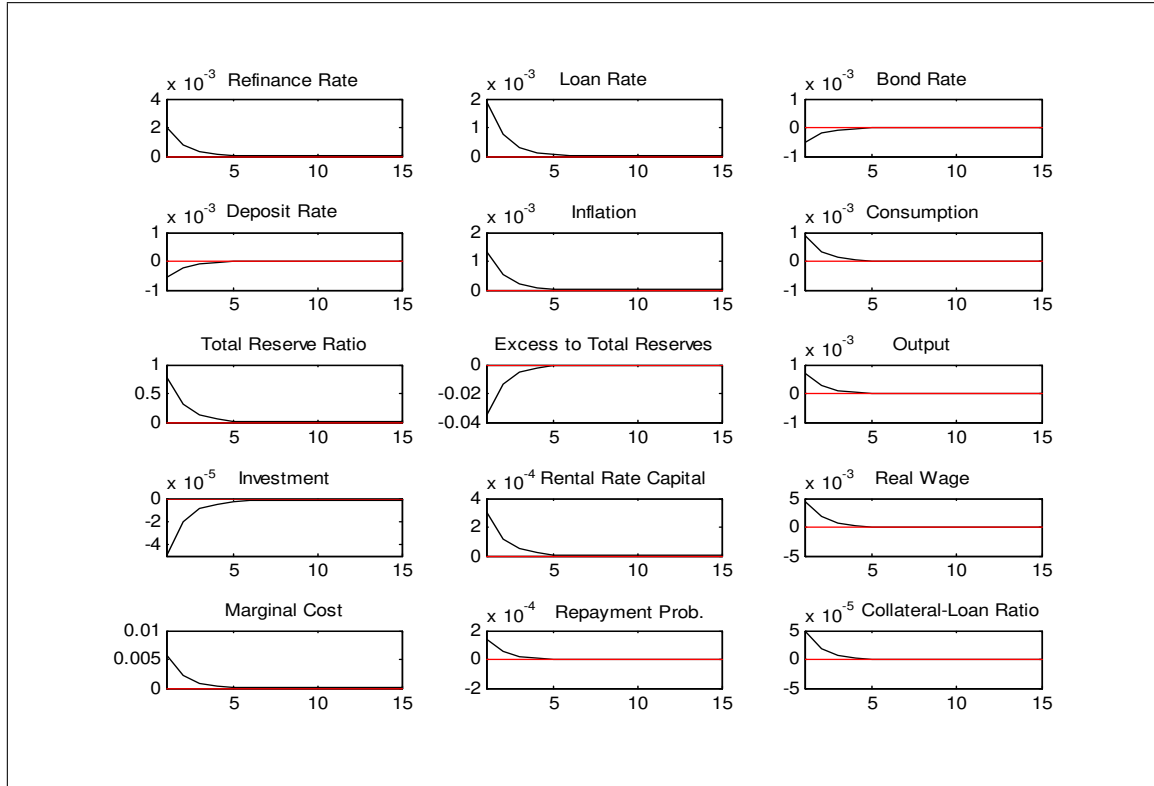 x 10^-3 Refinance Rate
4
2
0
5 10 15
x 10^-3 Loan Rate
2
1
0
5 10 15
x 10^-3 Bond Rate
1
0
-1
5 10 15
x 10^-3 Deposit Rate
1
0
-1
5 10 15
x 10^-3 Inflation
2
1
0
5 10 15
x 10^-3 Consumption
1
0
-1
5 10 15
Total Reserve Ratio
1
0.5
0
5 10 15
Excess to Total Reserves
0
-0.02
-0.04
5 10 15
x 10^-3 Output
1
0
-1
5 10 15
x 10^-5 Investment
0
-2
-4
5 10 15
x 10^-4 Rental Rate Capital
4
2
0
5 10 15
x 10^-3 Real Wage
5
0
-5
5 10 15
Marginal Cost
0.01
0.005
0
5 10 15
x 10^-4 Repayment Prob.
2
0
-2
5 10 15
x 10^-5 Collateral-Loan Ratio
5
0
-5
5 10 15